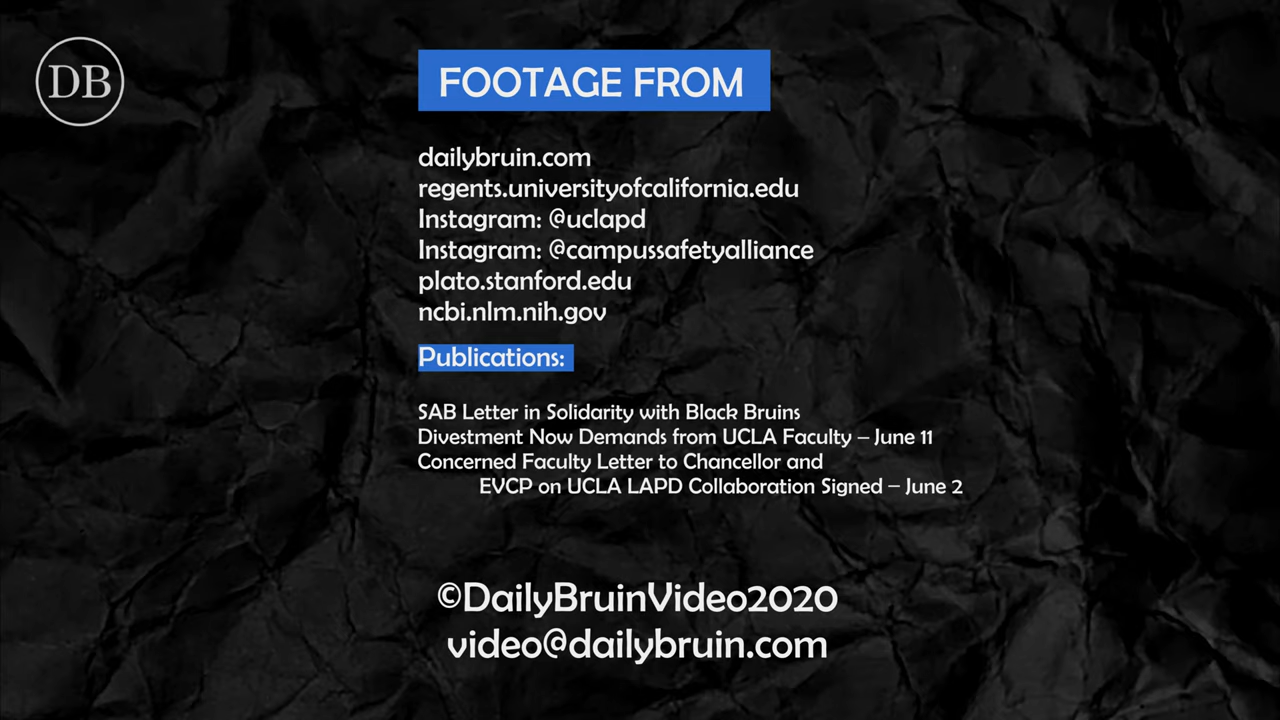 DB
FOOTAGE FROM
dailybruin.com
regents.universityofcalifornia.edu
Instagram: @uclapd
Instagram: @campussafetyalliance
plato.stanford.edu
ncbi.nlm.nih.gov
Publications:
SAB Letter in Solidarity with Black Bruins
Divestment Now Demands from UCLA Faculty – June 11
Concerned Faculty Letter to Chancellor and
EVCP on UCLA LAPD Collaboration Signed – June 2
©DailyBruinVideo2020
video@dailybruin.com